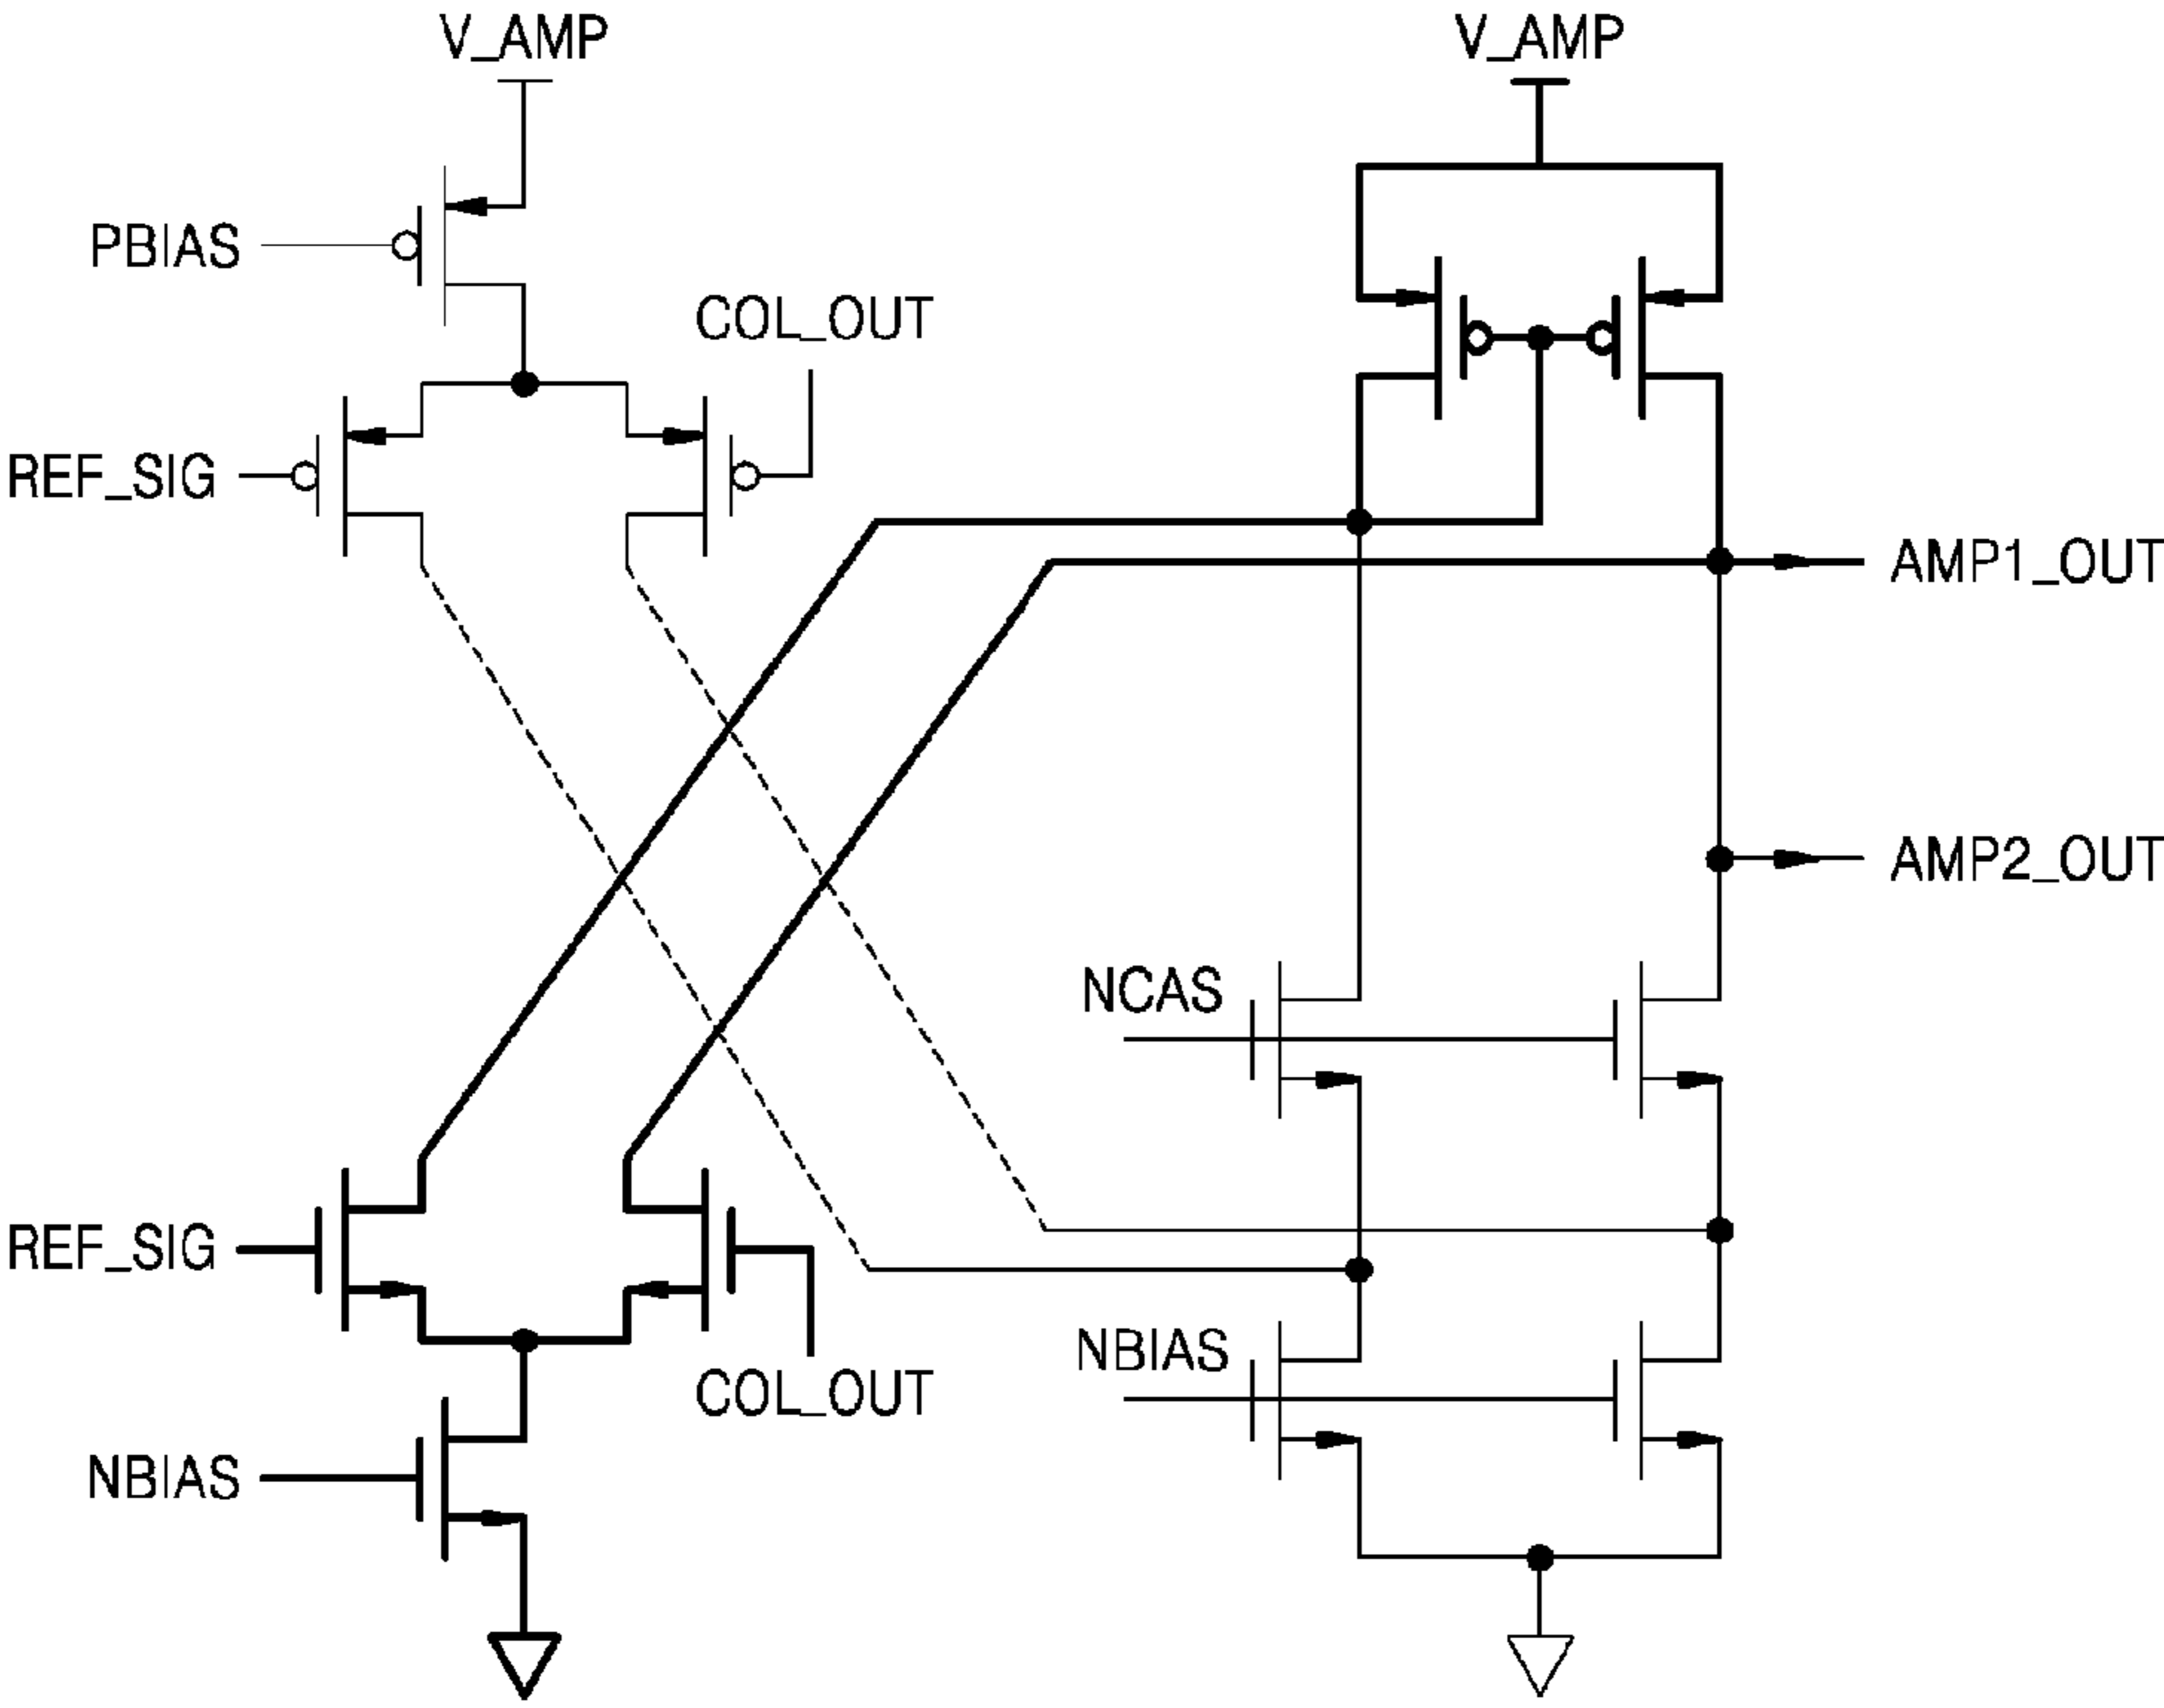 V_AMP
V_AMP
PBIAS
COL_OUT
REF_SIG
AMP1_OUT
AMP2_OUT
NCAS
REF_SIG
NBIAS
COL_OUT
NBIAS